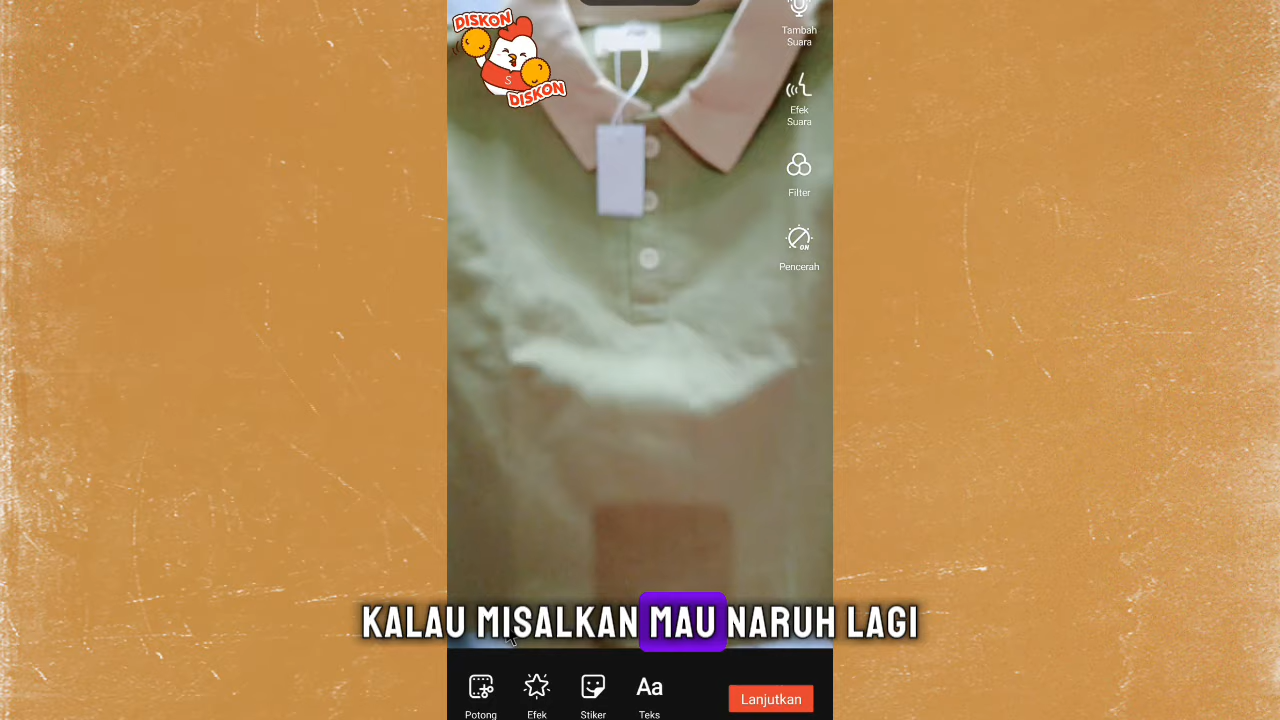 DISKON
S
DISKON
Tambah
Suara
Efek
Suara
Filter
ON
Pencerah
KALAU MISALKAN MAU NARUH LAGI
Potong
Efek
Stiker
Aa
Teks
Lanjutkan